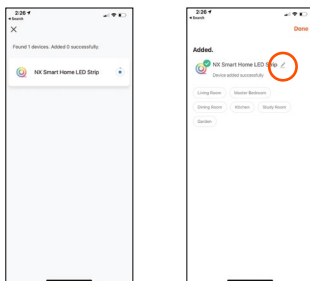 2:26
Search
Found 1 devices. Added 0 successfully.
NX Smart Home LED Strip
2:26
Search
Done
Added.
NX Smart Home LED Strip
Device added successfully
Living Room
Master Bedroom
Dining Room
Kitchen
Study Room
Garden